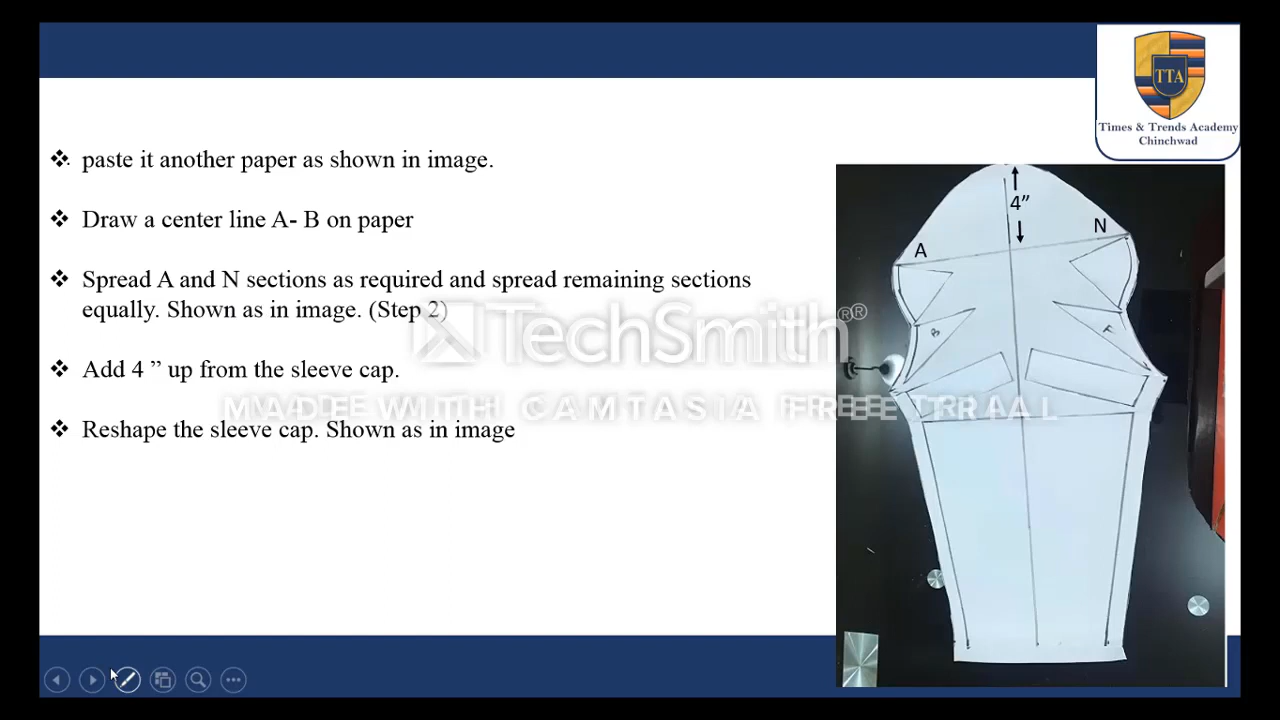 TTA
Times & Trends Academy
Chinchwad
❖ paste it another paper as shown in image.
❖ Draw a center line A- B on paper
❖ Spread A and N sections as required and spread remaining sections
equally. Shown as in image. (Step 2)
❖ Add 4 ” up from the sleeve cap.
❖ Reshape the sleeve cap. Shown as in image
4”
A
N
B
F
TechSmith®®
MADE WITH CAMTASIA FREE TRIAL